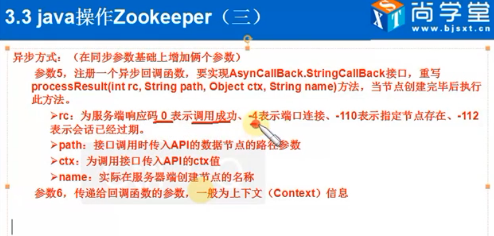 3.3 java操作Zookeeper（三）
尚学堂
www.bjsxt.cn
异步方式：（在同步参数基础上增加俩个参数）
参数5，注册一个异步回调函数，要实现AsynCallBack.StringCallBack接口，重写
processResult(int rc, String path, Object ctx, String name)方法，当节点创建完毕后执行
此方法。
➢rc：为服务端响应码 0 表示调用成功、-4表示端口连接、-110表示指定节点存在、-112
表示会话已经过期。
➢path：接口调用时传入API的数据节点的路径参数
➢ctx：为调用接口传入API的ctx值
➢name：实际在服务器端创建节点的名称
参数6，传递给回调函数的参数，一般为上下文（Context）信息